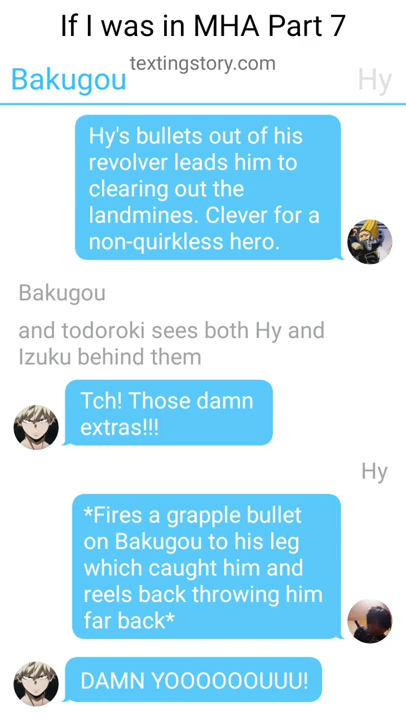 If I was in MHA Part 7
textingstory.com
Bakugou
Hy
Hy's bullets out of his
revolver leads him to
clearing out the
landmines. Clever for a
non-quirkless hero.
Bakugou
and todoroki sees both Hy and
Izuku behind them
Tch! Those damn
extras!!!
Hy
*Fires a grapple bullet
on Bakugou to his leg
which caught him and
reels back throwing him
far back*
DAMN YOOOOOOUUU!